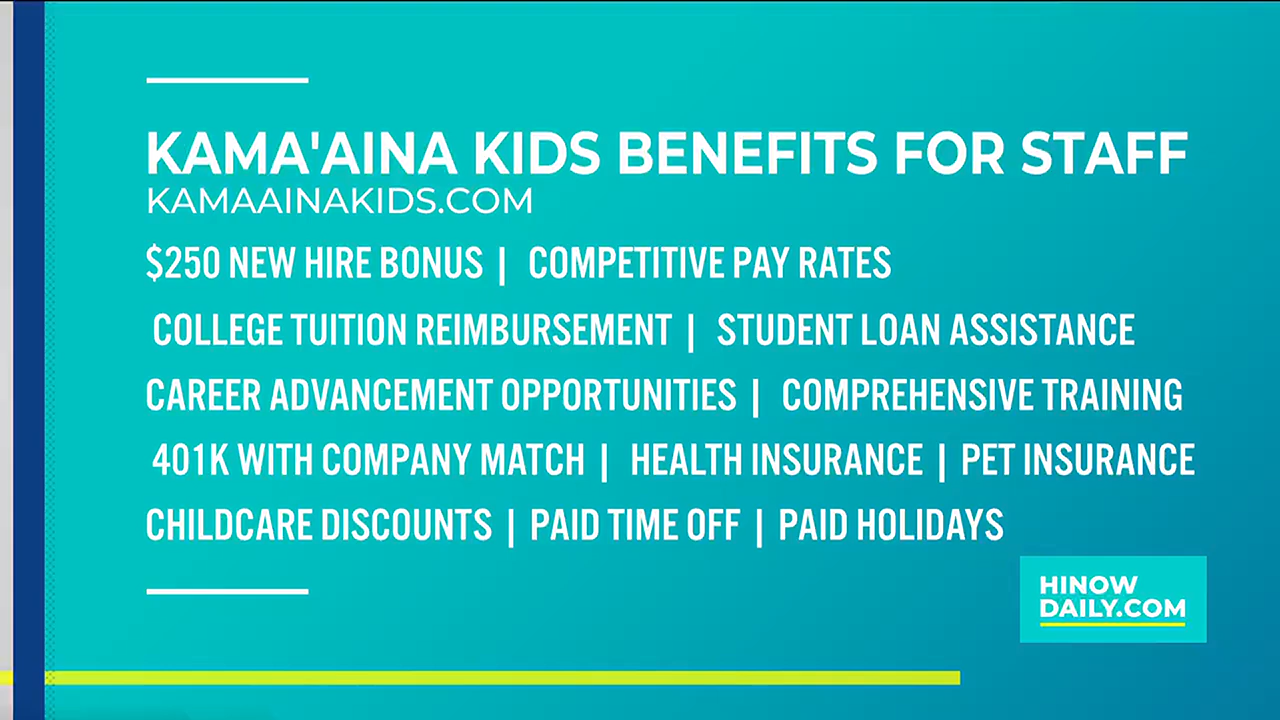 KAMA'AINA KIDS BENEFITS FOR STAFF
KAMAAINAKIDS.COM
$250 NEW HIRE BONUS | COMPETITIVE PAY RATES
COLLEGE TUITION REIMBURSEMENT | STUDENT LOAN ASSISTANCE
CAREER ADVANCEMENT OPPORTUNITIES | COMPREHENSIVE TRAINING
401K WITH COMPANY MATCH | HEALTH INSURANCE | PET INSURANCE
CHILDCARE DISCOUNTS | PAID TIME OFF | PAID HOLIDAYS
HINOW
DAILY.COM